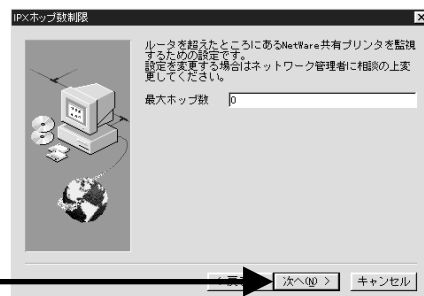 IPXホップ数制限
ルータを超えたところにあるNetWare共有プリンタを監視
するための設定です。
設定を変更する場合はネットワーク管理者に相談の上変
更してください。
最大ホップ数 0
次へ(N) > キャンセル